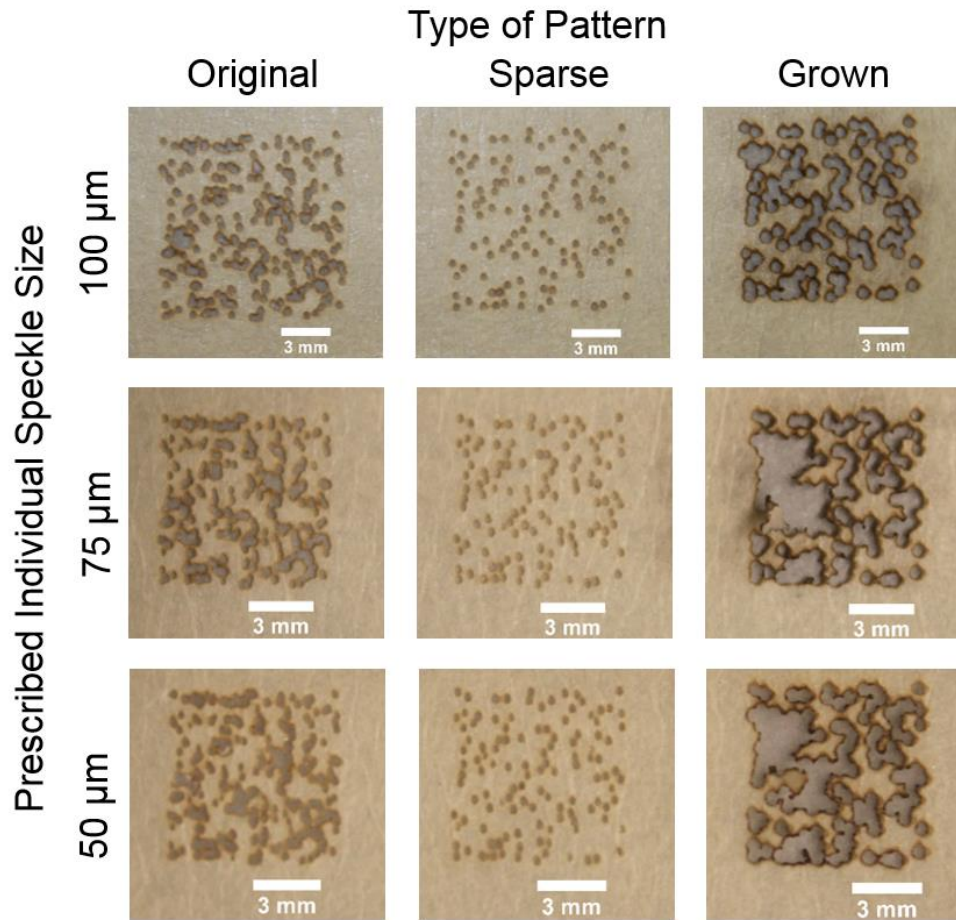 Type of Pattern
Original Sparse Grown
Prescribed Individual Speckle Size
100 µm
3 mm 3 mm 3 mm
75 µm
3 mm 3 mm 3 mm
50 µm
3 mm 3 mm 3 mm